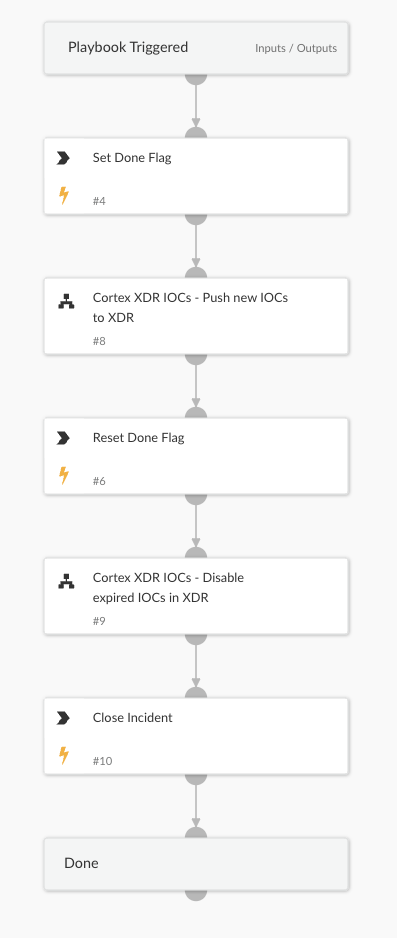 Playbook Triggered Inputs / Outputs
Set Done Flag
#4
Cortex XDR IOCs - Push new IOCs
to XDR
#8
Reset Done Flag
#6
Cortex XDR IOCs - Disable
expired IOCs in XDR
#9
Close Incident
#10
Done